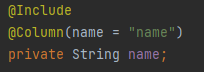 @Include
@Column(name = "name")
private String name;